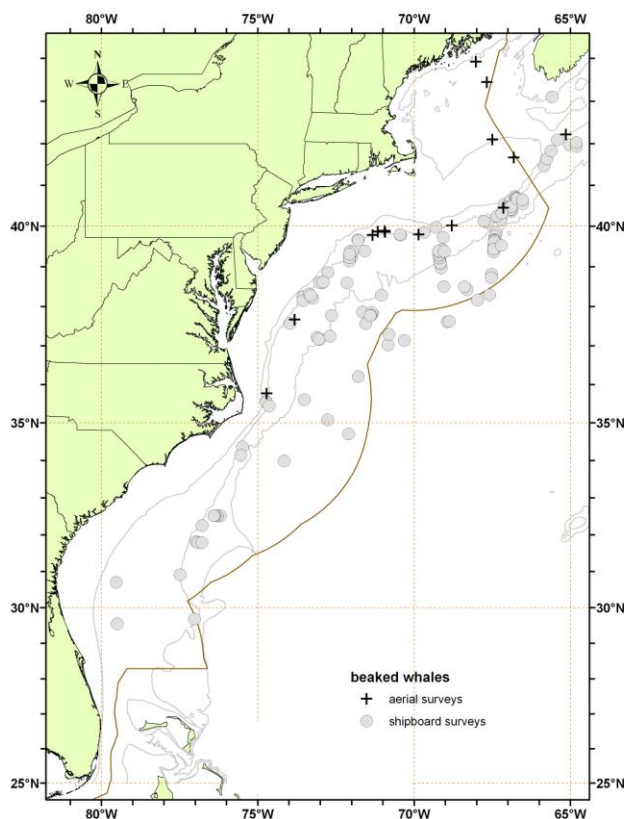 80°W 75°W 70°W 65°W
N
W E
S
40°N 40°N
35°N 35°N
30°N 30°N
beaked whales
aerial surveys
shipboard surveys
25°N 25°N
80°W 75°W 70°W 65°W